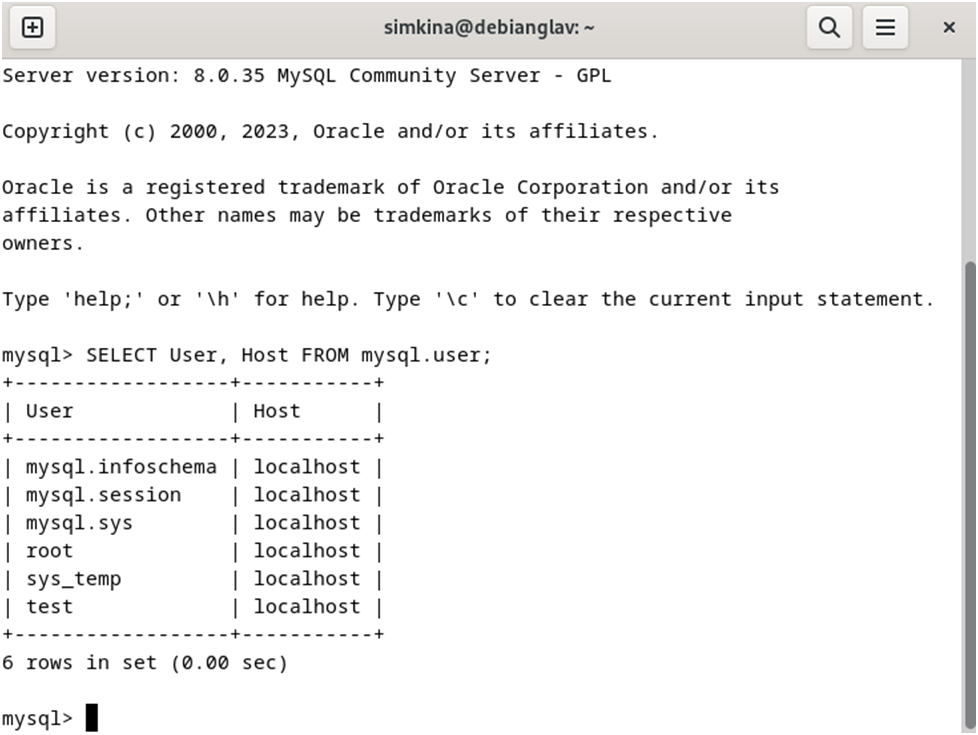 simkina@debianglav: ~
Server version: 8.0.35 MySQL Community Server - GPL
Copyright (c) 2000, 2023, Oracle and/or its affiliates.
Oracle is a registered trademark of Oracle Corporation and/or its
affiliates. Other names may be trademarks of their respective
owners.
Type 'help;' or '\h' for help. Type '\c' to clear the current input statement.
mysql> SELECT User, Host FROM mysql.user;
+------------------+-----------+
| User             | Host      |
+------------------+-----------+
| mysql.infoschema | localhost |
| mysql.session    | localhost |
| mysql.sys        | localhost |
| root             | localhost |
| sys_temp         | localhost |
| test             | localhost |
+------------------+-----------+
6 rows in set (0.00 sec)
mysql>